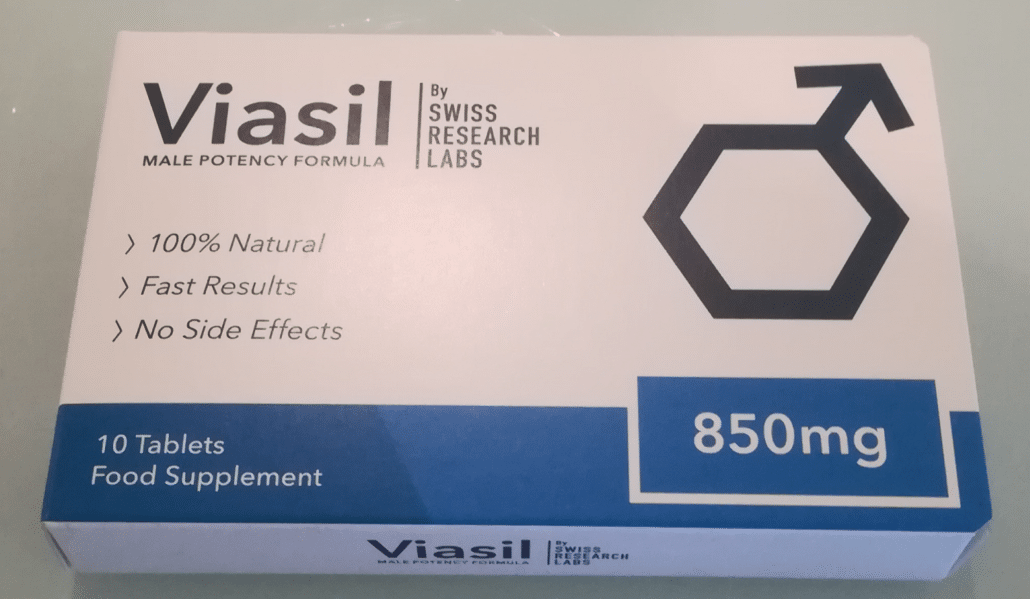 Viasil
MALE POTENCY FORMULA
By
SWISS
RESEARCH
LABS
〉 100% Natural
〉 Fast Results
〉 No Side Effects
10 Tablets
Food Supplement
850mg
Viasil
MALE POTENCY FORMULA
By
SWISS
RESEARCH
LABS